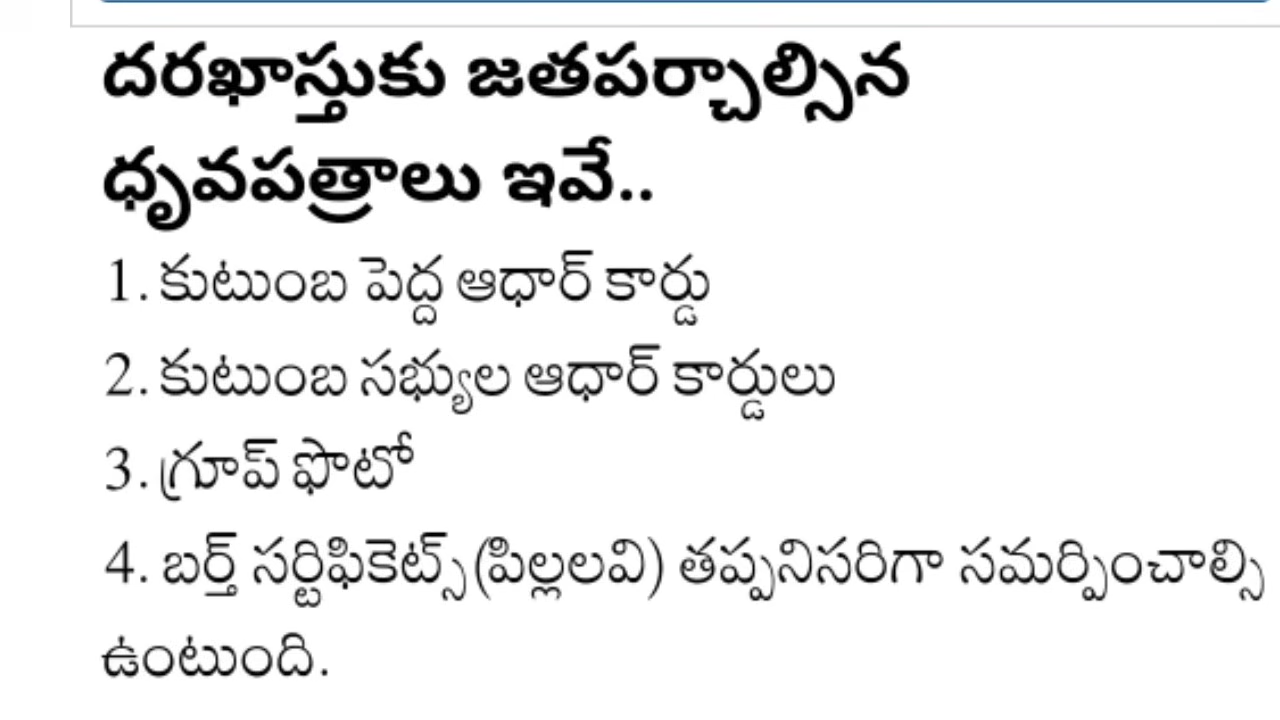 దరఖాస్తుకు జతపర్చాల్సిన
ధృవపత్రాలు ఇవే..
1. కుటుంబ పెద్ద ఆధార్ కార్డు
2. కుటుంబ సభ్యుల ఆధార్ కార్డులు
3. గ్రూప్ ఫొటో
4. బర్త్ సర్టిఫికెట్స్(పిల్లలవి) తప్పనిసరిగా సమర్పించాల్సి
ఉంటుంది.